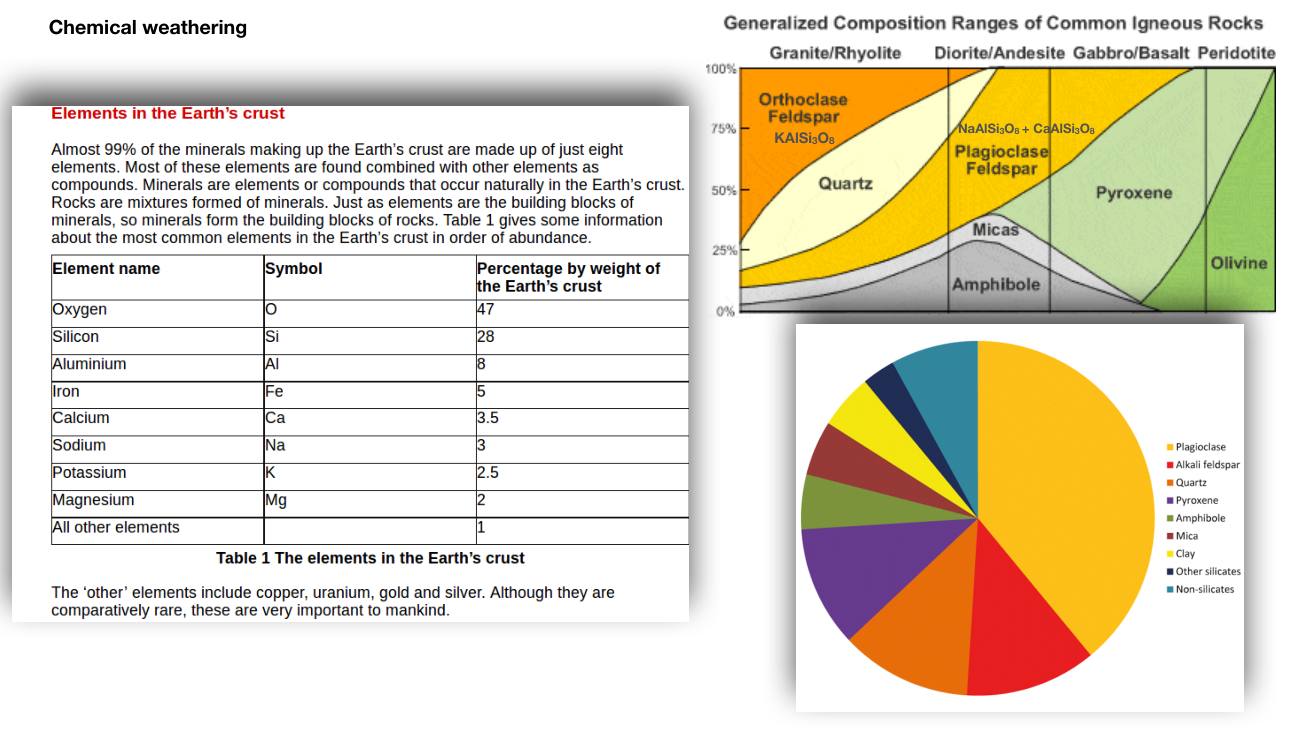 Chemical weathering
Elements in the Earth's crust
Almost 99% of the minerals making up the Earth's crust are made up of just eight
elements. Most of these elements are found combined with other elements as
compounds. Minerals are elements or compounds that occur naturally in the Earth's crust.
Rocks are mixtures formed of minerals. Just as elements are the building blocks of
minerals, so minerals form the building blocks of rocks. Table 1 gives some information
about the most common elements in the Earth's crust in order of abundance.
Element name Symbol Percentage by weight of
the Earth's crust
Oxygen O 47
Silicon Si 28
Aluminium Al 8
Iron Fe 5
Calcium Ca 3.5
Sodium Na 3
Potassium K 2.5
Magnesium Mg 2
All other elements 1
Table 1 The elements in the Earth's crust
The 'other' elements include copper, uranium, gold and silver. Although they are
comparatively rare, these are very important to mankind.
Generalized Composition Ranges of Common Igneous Rocks
Granite/Rhyolite Diorite/Andesite Gabbro/Basalt Peridotite
100%
75%
50%
25%
0%
Orthoclase
Feldspar
KAlSi₃O₈
Quartz
NaAlSi₃O₈ + CaAlSi₃O₈
Plagioclase
Feldspar
Pyroxene
Micas
Amphibole
Olivine
Plagioclase
Alkali feldspar
Quartz
Pyroxene
Amphibole
Mica
Clay
Other silicates
Non-silicates